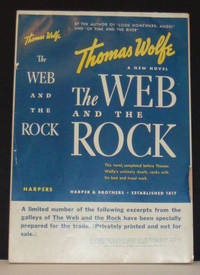 Thomas Wolfe
The
WEB
AND
THE
ROCK
HARPERS
BY THE AUTHOR OF "LOOK HOMEWARD, ANGEL"
AND "OF TIME AND THE RIVER"
Thomas Wolfe
A NEW NOVEL
The WEB
AND THE
ROCK
This novel, completed before Thomas
Wolfe's untimely death, ranks with
his best and truest work.
HARPER & BROTHERS • ESTABLISHED 1817
A limited number of the following excerpts from the
galleys of The Web and the Rock have been specially
prepared for the trade. (Privately printed and not for
sale.)